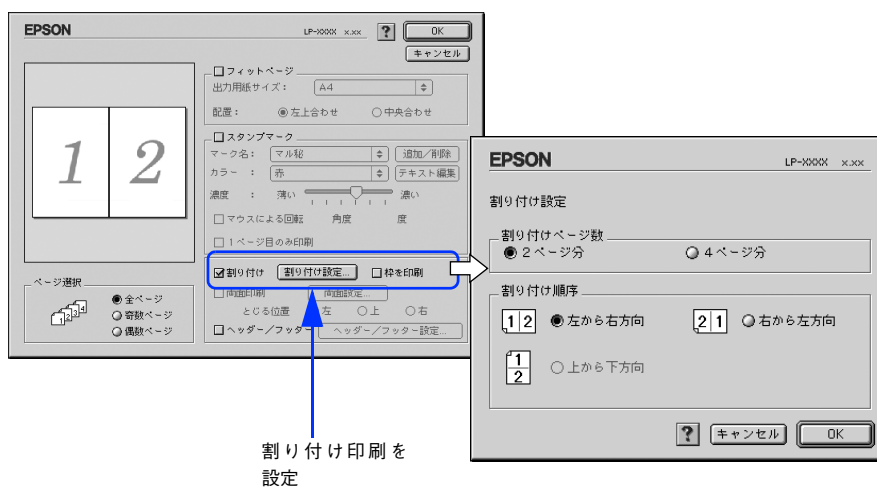 EPSON LP-XXXX x.xx ? OK
キャンセル
フィットページ
出力用紙サイズ： A4
配置： 左上合わせ 中央合わせ
スタンプマーク
マーク名： マル秘 追加／削除
カラー ： 赤 テキスト編集
濃度 ： 薄い 濃い
マウスによる回転 角度 度
1ページ目のみ印刷
割り付け 割り付け設定... 枠を印刷
両面印刷 両面設定...
とじる位置 左 上 右
ヘッダー／フッター ヘッダー／フッター設定...
1 2
ページ選択
1 2 3 4
全ページ
奇数ページ
偶数ページ
EPSON LP-XXXX x.xx
割り付け設定
割り付けページ数
2ページ分 4ページ分
割り付け順序
1 2 左から右方向 2 1 右から左方向
1
2
上から下方向
? キャンセル OK
割り付け印刷を
設定